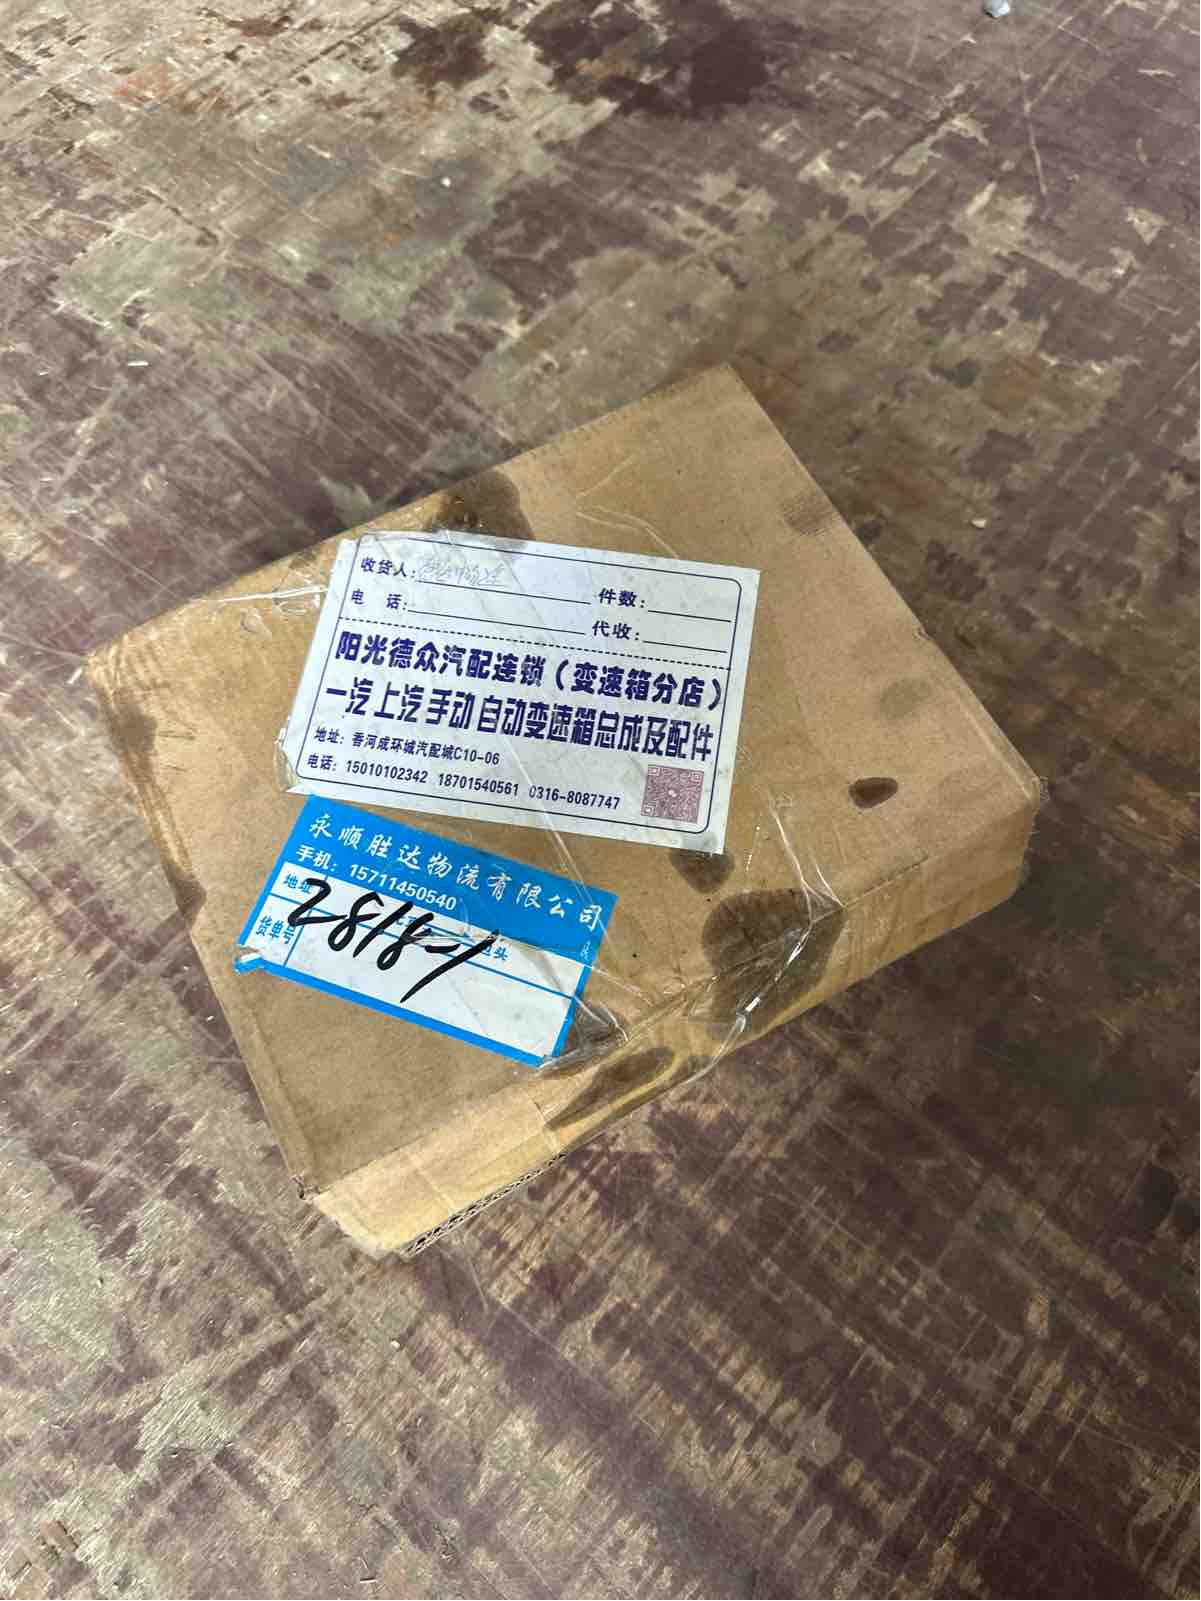 收货人:
件数:
电 话:
代收:
阳光德众汽配连锁（变速箱分店）
一汽 上汽 手动 自动变速箱总成及配件
地址: 香河成环城汽配城C10-06
电话: 15010102342 18701540561 0316-8087747
永顺胜达物流有限公司
手机: 15711450540
地址
货单号
2818-1